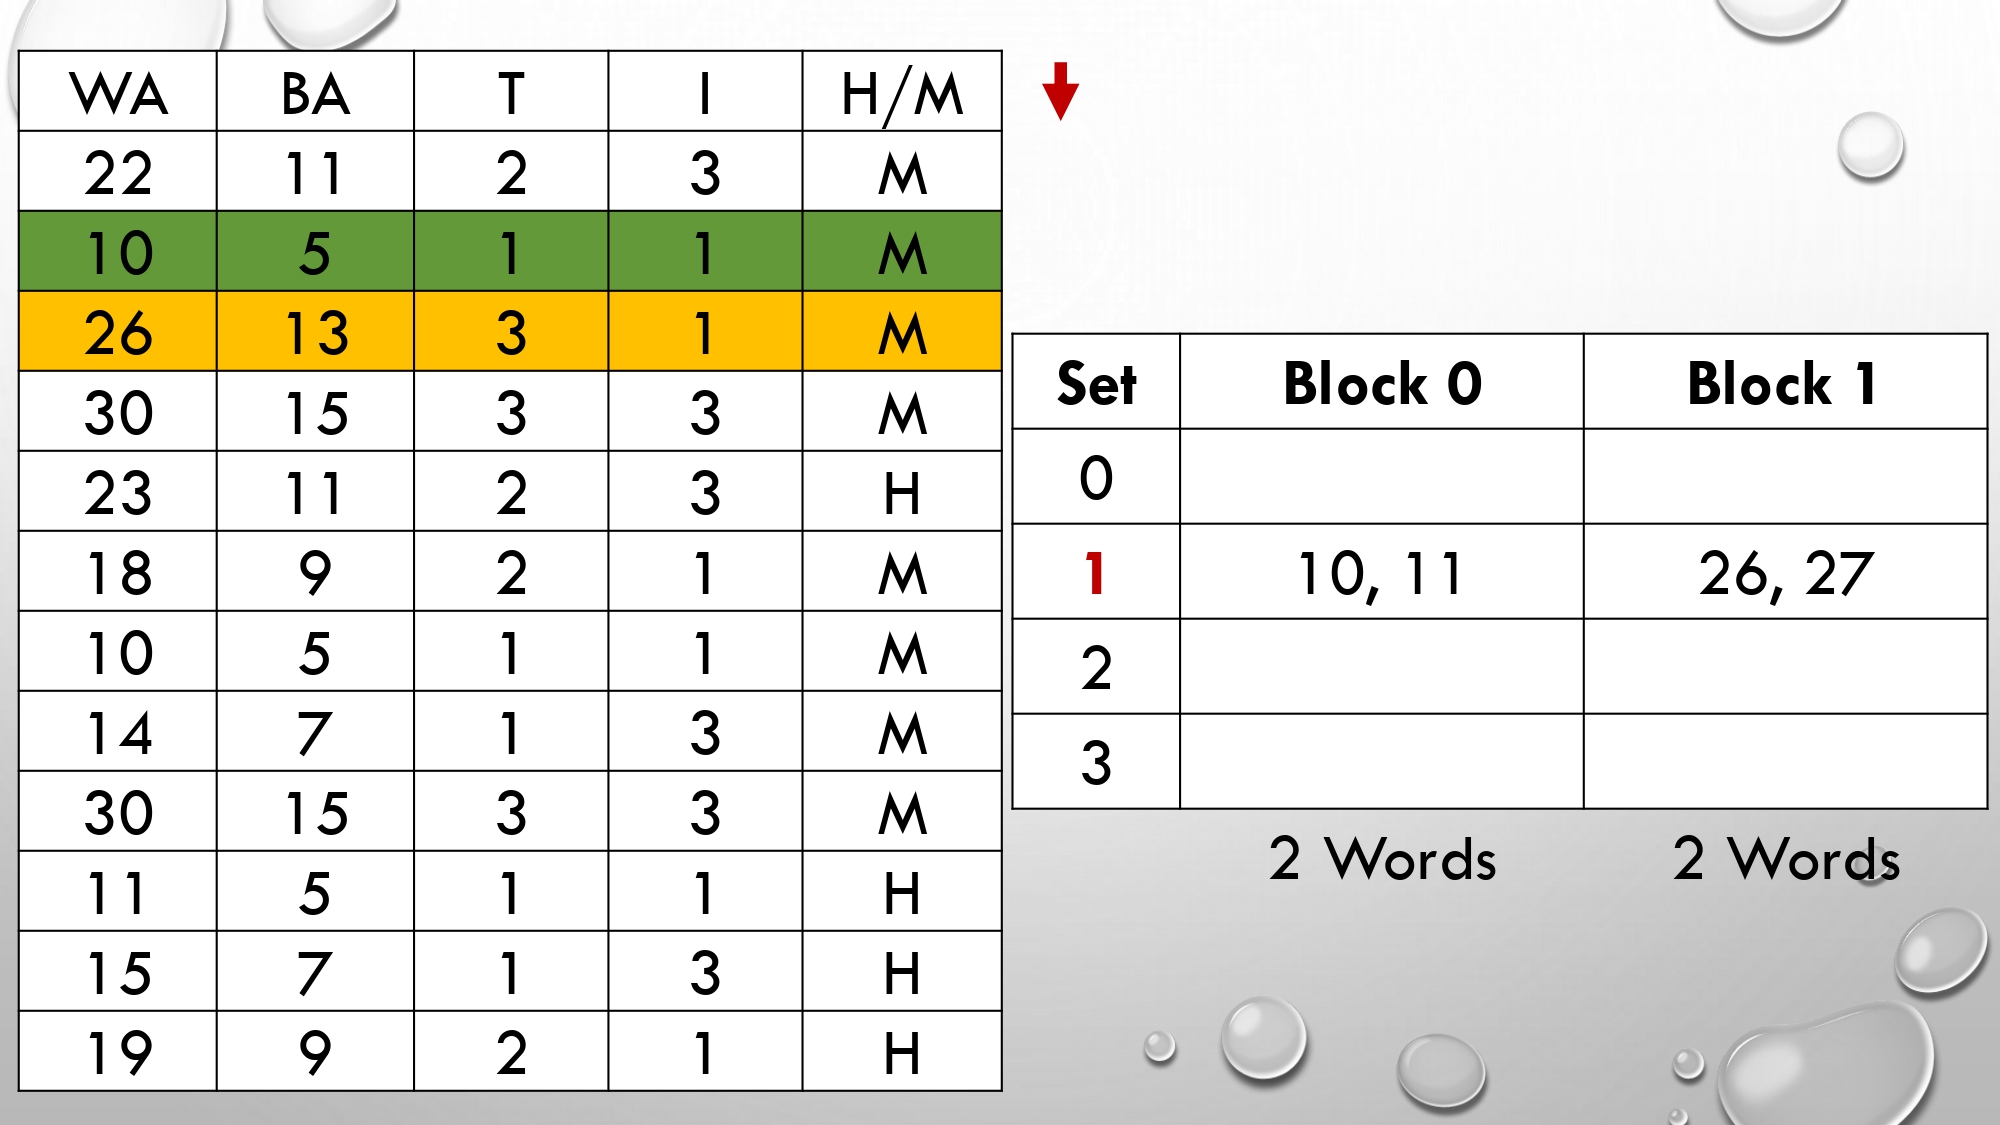 WA BA T I H/M
22 11 2 3 M
10 5 1 1 M
26 13 3 1 M
30 15 3 3 M
23 11 2 3 H
18 9 2 1 M
10 5 1 1 M
14 7 1 3 M
30 15 3 3 M
11 5 1 1 H
15 7 1 3 H
19 9 2 1 H
Set Block 0 Block 1
0
1 10, 11 26, 27
2
3
2 Words 2 Words